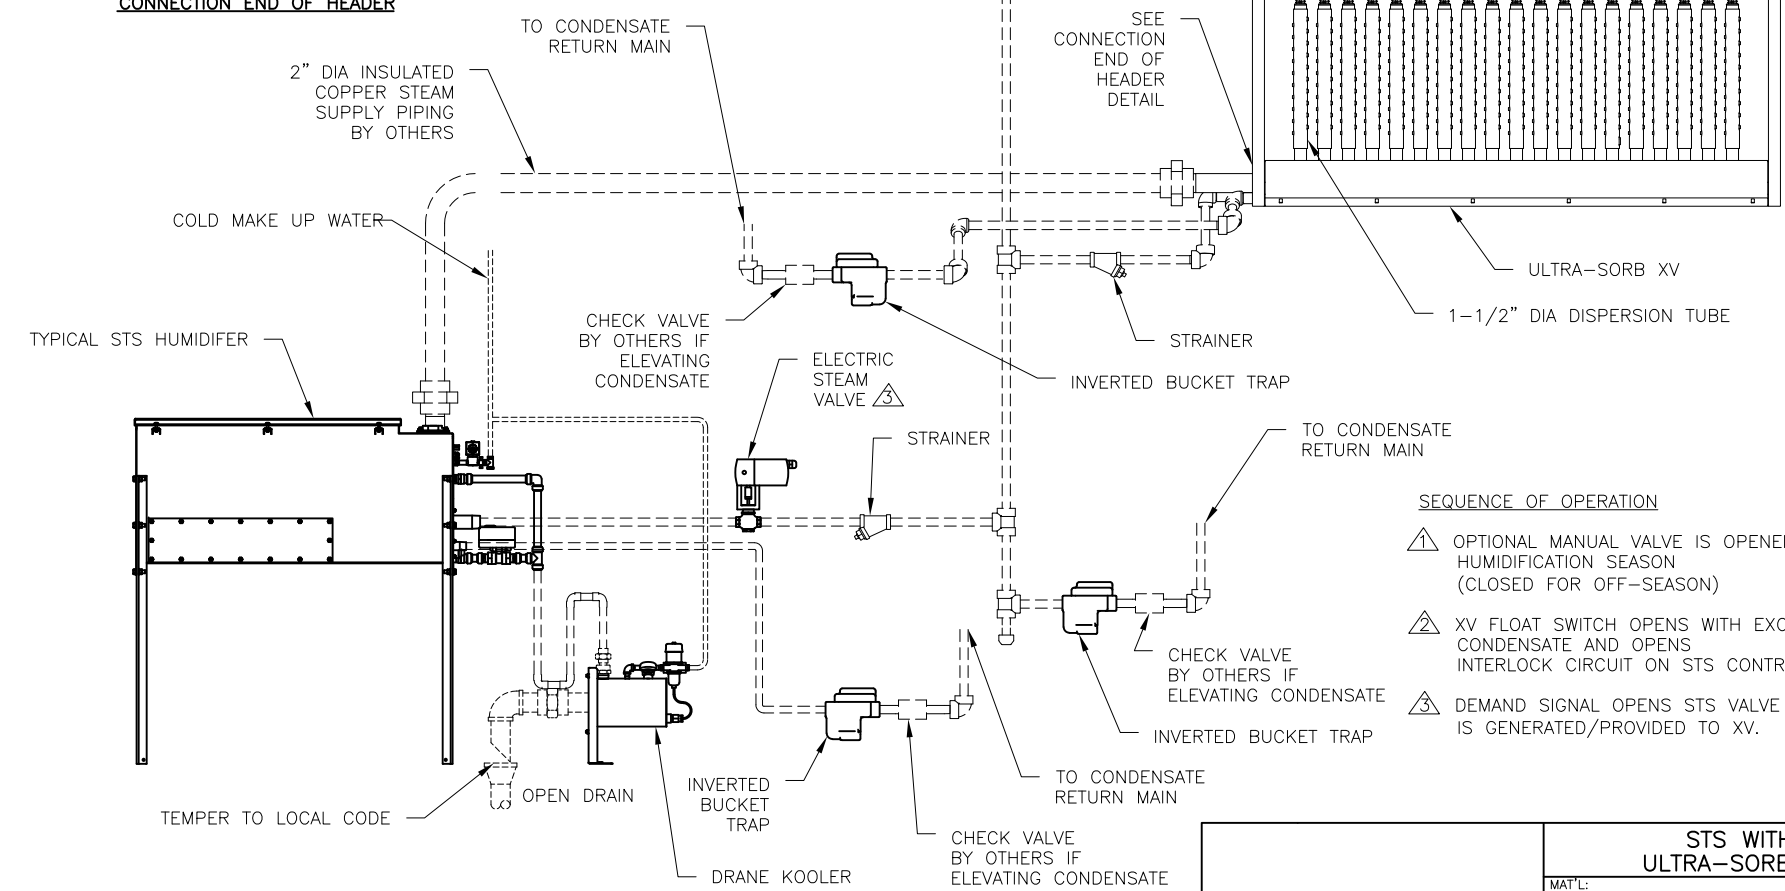 CONNECTION END OF HEADER
TO CONDENSATE
RETURN MAIN
2" DIA INSULATED
COPPER STEAM
SUPPLY PIPING
BY OTHERS
SEE
CONNECTION
END OF
HEADER
DETAIL
COLD MAKE UP WATER
ULTRA-SORB XV
1-1/2" DIA DISPERSION TUBE
TYPICAL STS HUMIDIFER
CHECK VALVE
BY OTHERS IF
ELEVATING
CONDENSATE
ELECTRIC
STEAM
VALVE 3
STRAINER
INVERTED BUCKET TRAP
STRAINER
TO CONDENSATE
RETURN MAIN
SEQUENCE OF OPERATION
1 OPTIONAL MANUAL VALVE IS OPENE
HUMIDIFICATION SEASON
(CLOSED FOR OFF-SEASON)
2 XV FLOAT SWITCH OPENS WITH EXC
CONDENSATE AND OPENS
INTERLOCK CIRCUIT ON STS CONTR
3 DEMAND SIGNAL OPENS STS VALVE
IS GENERATED/PROVIDED TO XV.
CHECK VALVE
BY OTHERS IF
ELEVATING CONDENSATE
INVERTED BUCKET TRAP
TO CONDENSATE
RETURN MAIN
INVERTED
BUCKET
TRAP
OPEN DRAIN
TEMPER TO LOCAL CODE
CHECK VALVE
BY OTHERS IF
ELEVATING CONDENSATE
DRANE KOOLER
STS WITH
ULTRA-SORB
MAT'L: